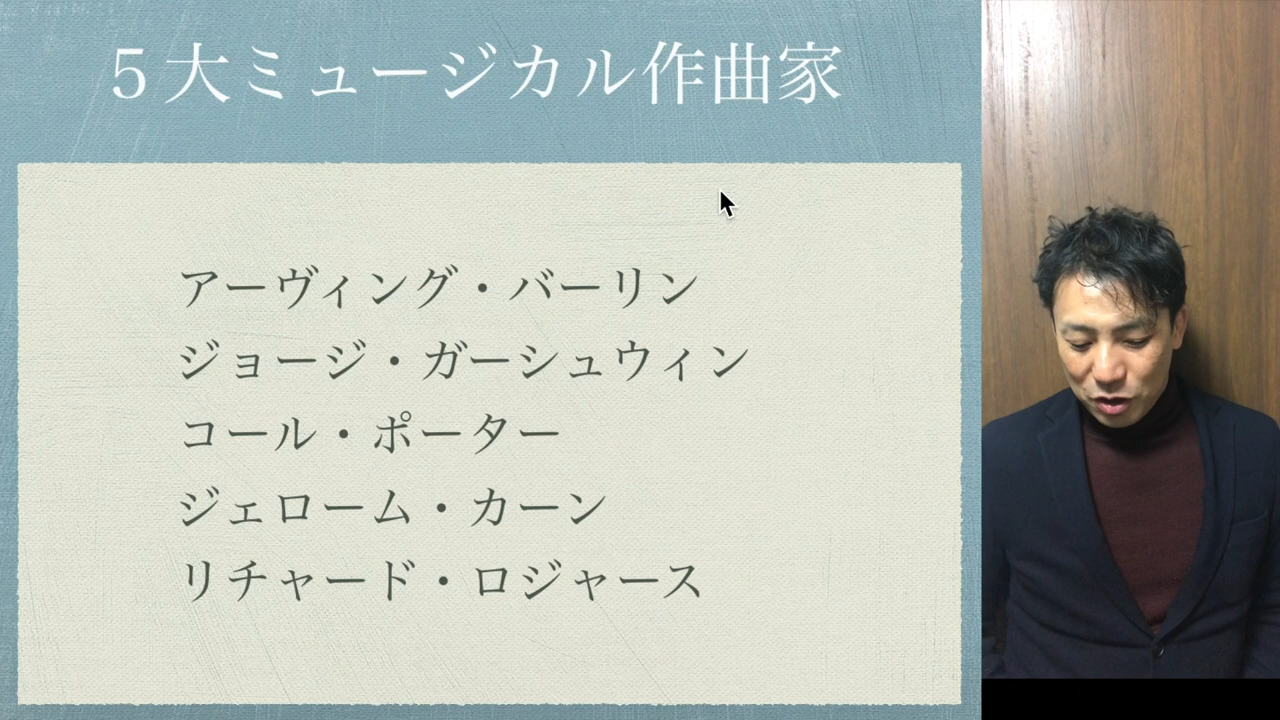 ５大ミュージカル作曲家
アーヴィング・バーリン
ジョージ・ガーシュウィン
コール・ポーター
ジェローム・カーン
リチャード・ロジャース